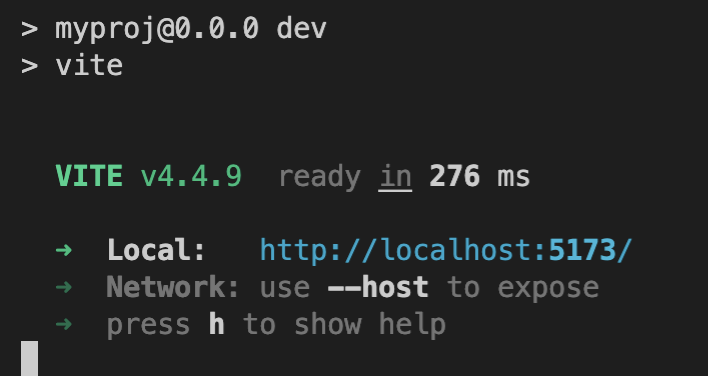 > myproj@0.0.0 dev
> vite
VITE v4.4.9 ready in 276 ms
➜ Local: http://localhost:5173/
➜ Network: use --host to expose
➜ press h to show help